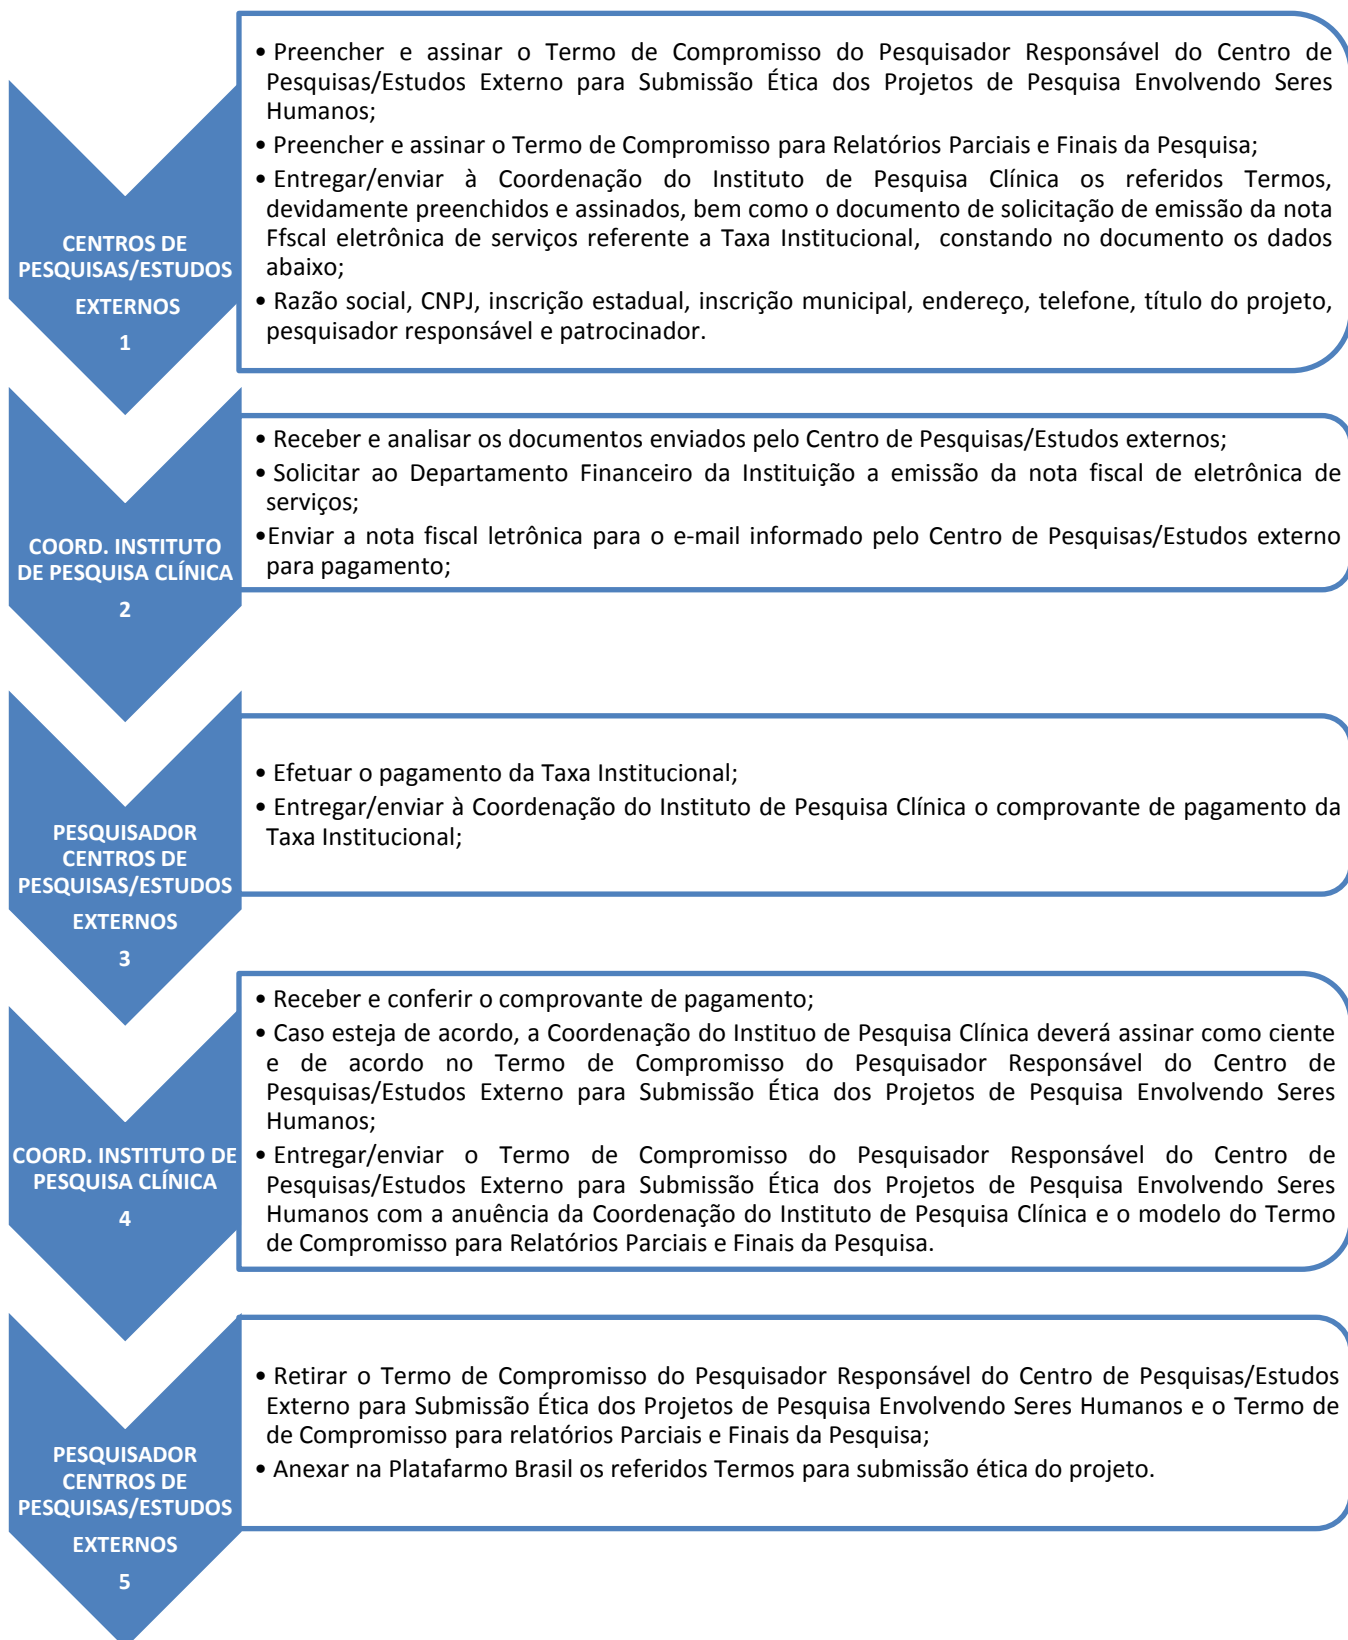 CENTROS DE
PESQUISAS/ESTUDOS
EXTERNOS
1
• Preencher e assinar o Termo de Compromisso do Pesquisador Responsável do Centro de
Pesquisas/Estudos Externo para Submissão Ética dos Projetos de Pesquisa Envolvendo Seres
Humanos;
• Preencher e assinar o Termo de Compromisso para Relatórios Parciais e Finais da Pesquisa;
• Entregar/enviar à Coordenação do Instituto de Pesquisa Clínica os referidos Termos,
devidamente preenchidos e assinados, bem como o documento de solicitação de emissão da nota
Ffscal eletrônica de serviços referente a Taxa Institucional, constando no documento os dados
abaixo;
• Razão social, CNPJ, inscrição estadual, inscrição municipal, endereço, telefone, título do projeto,
pesquisador responsável e patrocinador.
COORD. INSTITUTO
DE PESQUISA CLÍNICA
2
• Receber e analisar os documentos enviados pelo Centro de Pesquisas/Estudos externos;
• Solicitar ao Departamento Financeiro da Instituição a emissão da nota fiscal de eletrônica de
serviços;
•Enviar a nota fiscal letrônica para o e-mail informado pelo Centro de Pesquisas/Estudos externo
para pagamento;
PESQUISADOR
CENTROS DE
PESQUISAS/ESTUDOS
EXTERNOS
3
• Efetuar o pagamento da Taxa Institucional;
• Entregar/enviar à Coordenação do Instituto de Pesquisa Clínica o comprovante de pagamento da
Taxa Institucional;
COORD. INSTITUTO DE
PESQUISA CLÍNICA
4
• Receber e conferir o comprovante de pagamento;
• Caso esteja de acordo, a Coordenação do Instituo de Pesquisa Clínica deverá assinar como ciente
e de acordo no Termo de Compromisso do Pesquisador Responsável do Centro de
Pesquisas/Estudos Externo para Submissão Ética dos Projetos de Pesquisa Envolvendo Seres
Humanos;
• Entregar/enviar o Termo de Compromisso do Pesquisador Responsável do Centro de
Pesquisas/Estudos Externo para Submissão Ética dos Projetos de Pesquisa Envolvendo Seres
Humanos com a anuência da Coordenação do Instituto de Pesquisa Clínica e o modelo do Termo
de Compromisso para Relatórios Parciais e Finais da Pesquisa.
PESQUISADOR
CENTROS DE
PESQUISAS/ESTUDOS
EXTERNOS
5
• Retirar o Termo de Compromisso do Pesquisador Responsável do Centro de Pesquisas/Estudos
Externo para Submissão Ética dos Projetos de Pesquisa Envolvendo Seres Humanos e o Termo de
de Compromisso para relatórios Parciais e Finais da Pesquisa;
• Anexar na Platafarmo Brasil os referidos Termos para submissão ética do projeto.